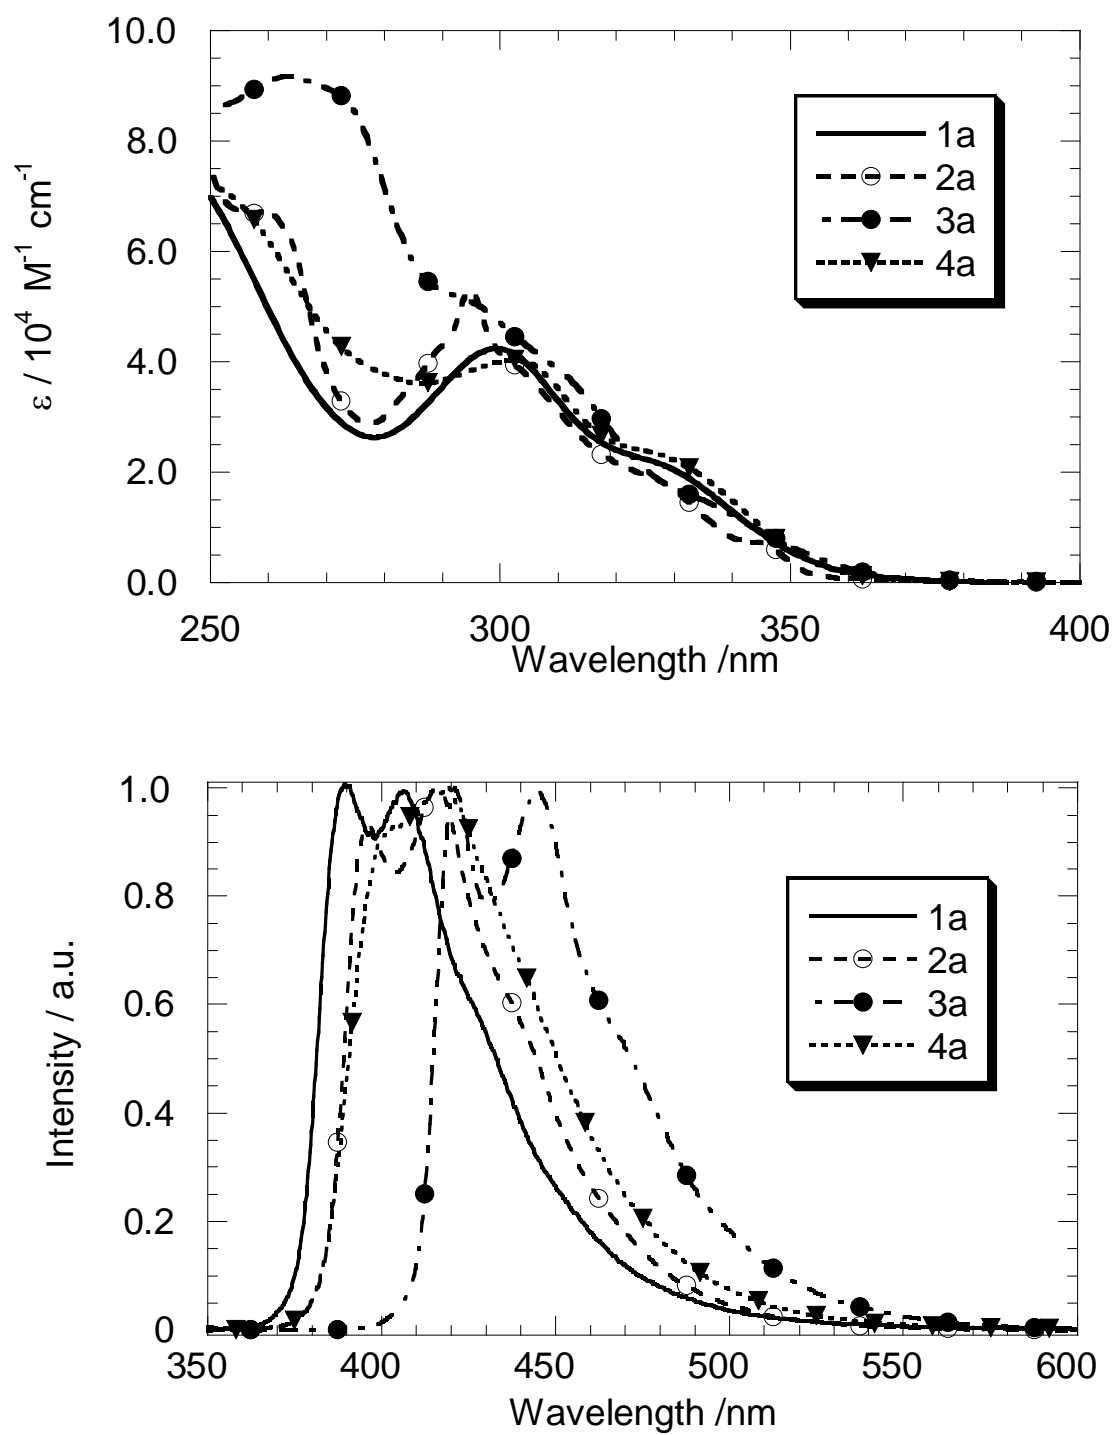 10.0
8.0
6.0
4.0
2.0
0.0
ε / 10⁴ M⁻¹ cm⁻¹
1a
2a
3a
4a
250 300 350 400
Wavelength /nm
1.0
0.8
0.6
0.4
0.2
0
Intensity / a.u.
1a
2a
3a
4a
350 400 450 500 550 600
Wavelength /nm